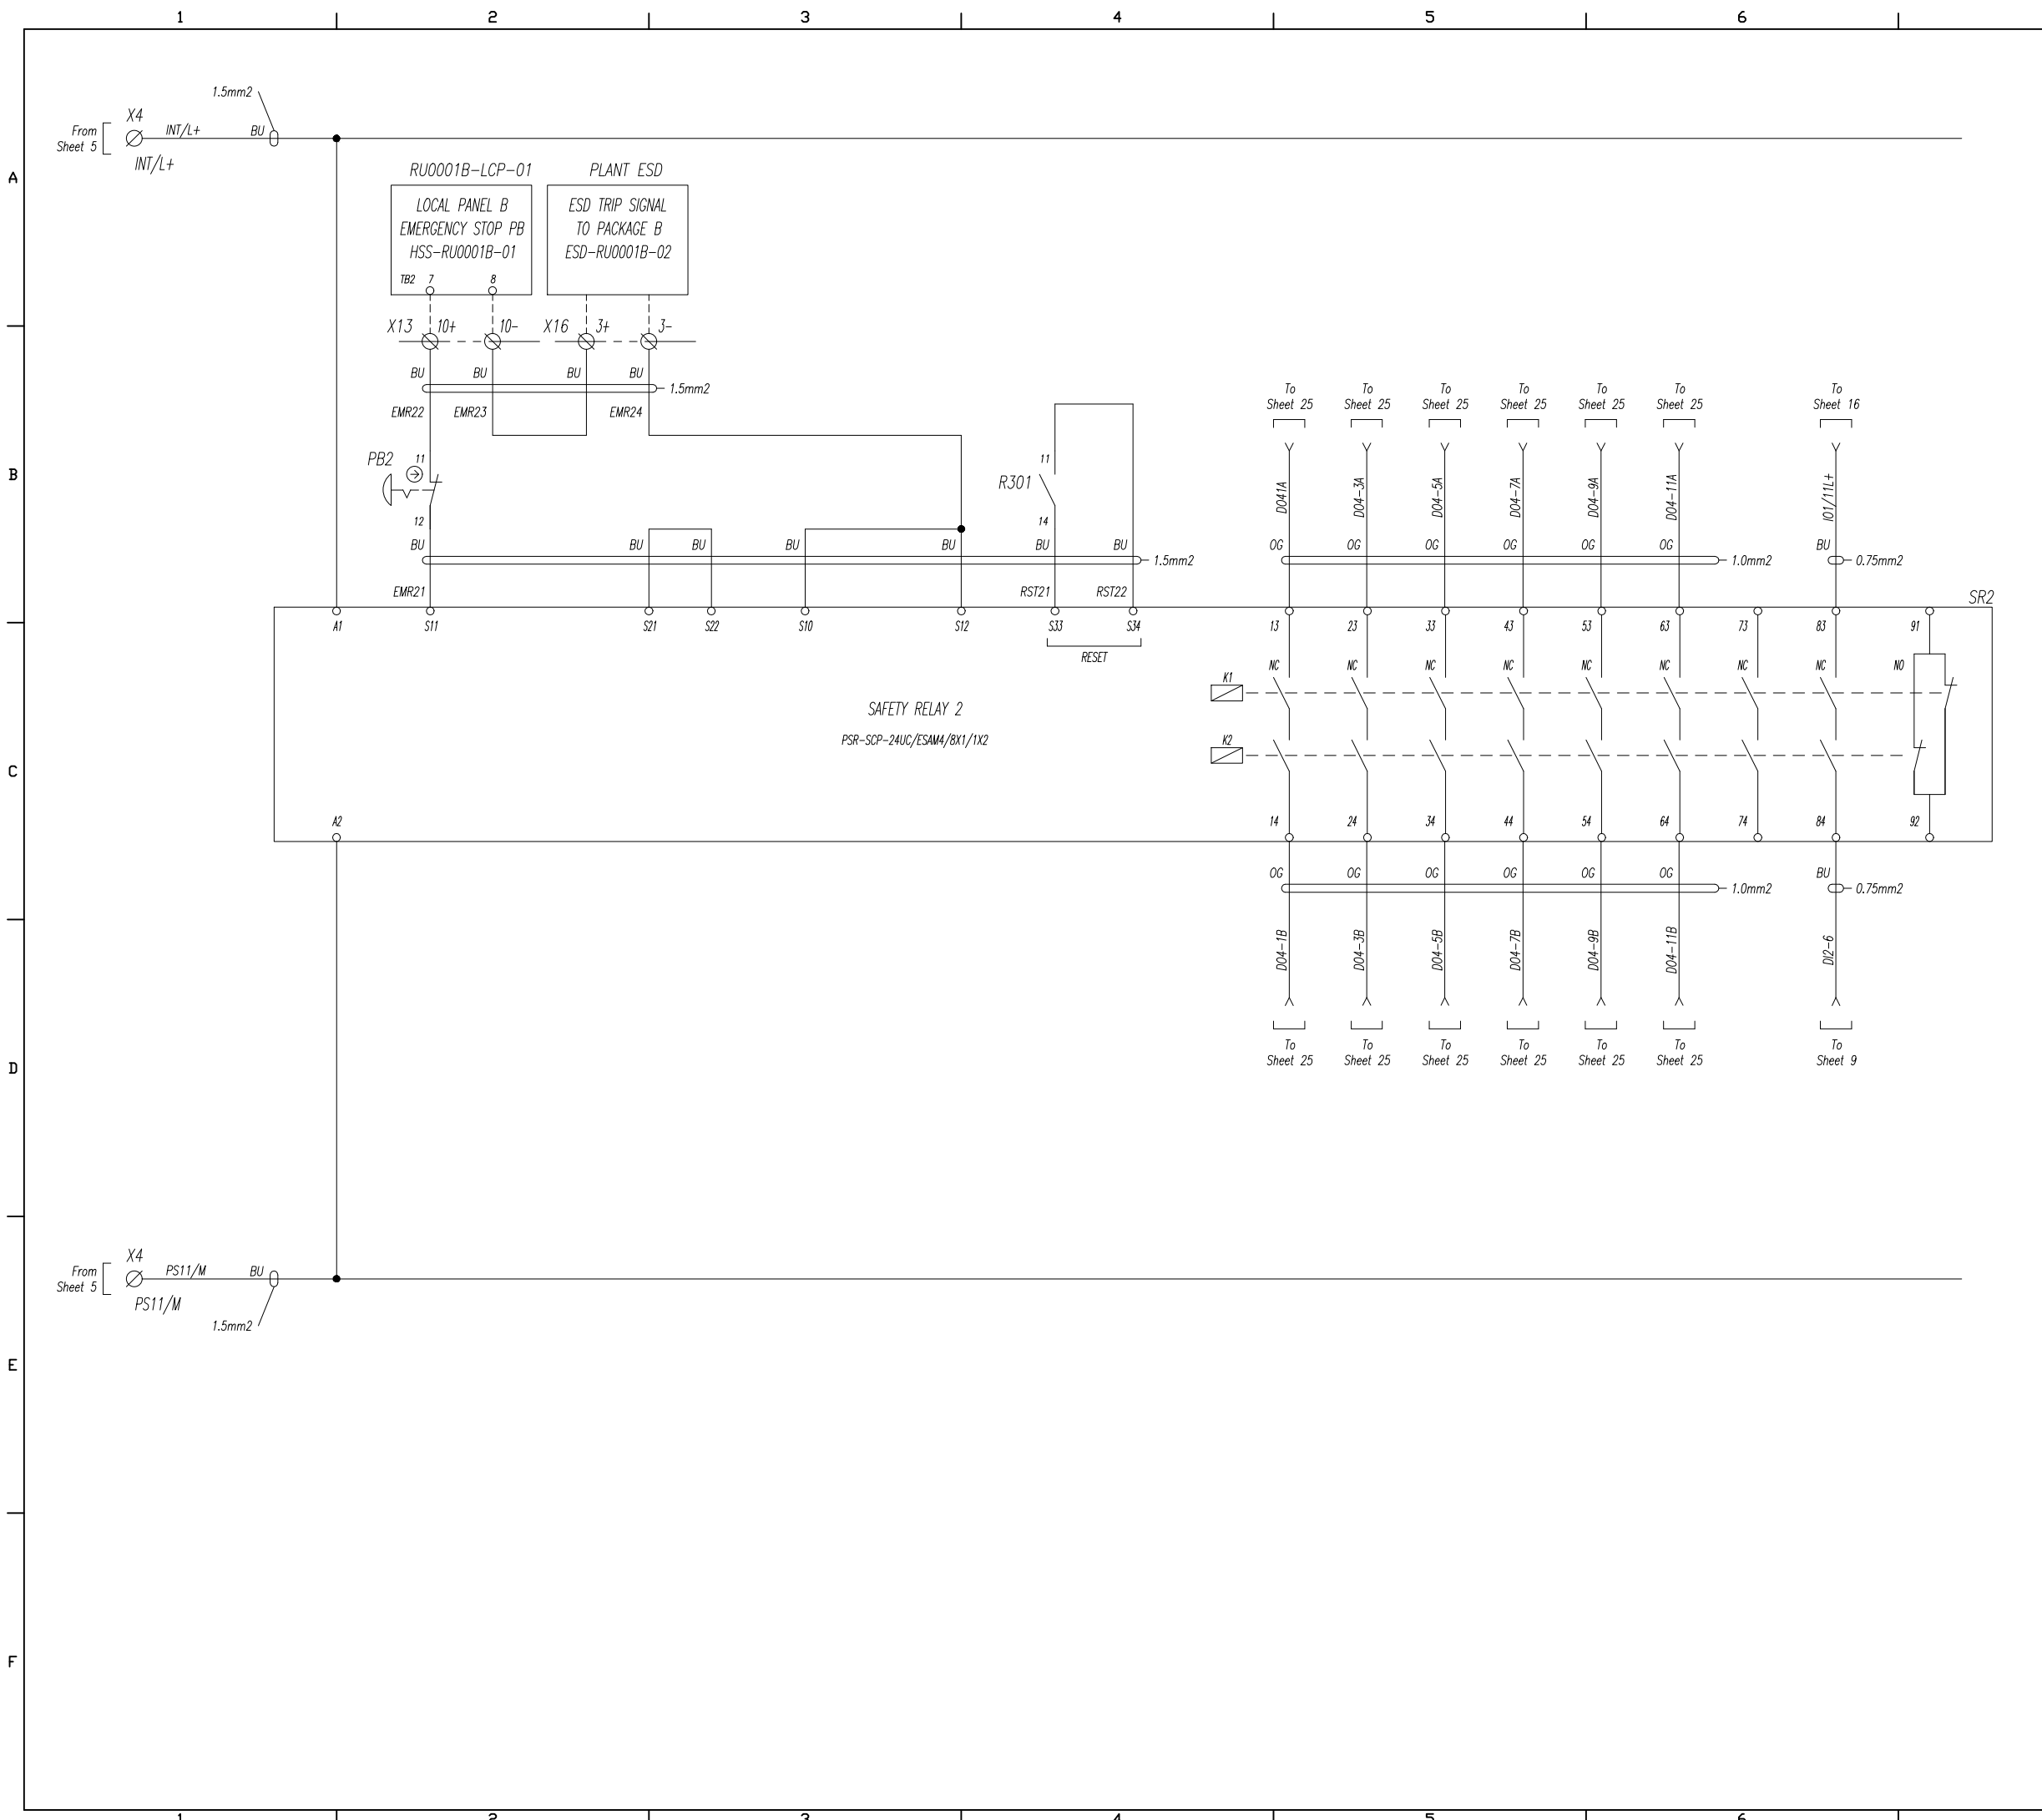 1 2 3 4 5 6
1.5mm2
X4
From
Sheet 5
INT/L+
BU
INT/L+
A
RU0001B-LCP-01
LOCAL PANEL B
EMERGENCY STOP PB
HSS-RU0001B-01
TB2 7 8
PLANT ESD
ESD TRIP SIGNAL
TO PACKAGE B
ESD-RU0001B-02
X13 10+ 10- X16 3+ 3-
BU BU BU BU
1.5mm2
EMR22 EMR23 EMR24
To To To To To To To
Sheet 25 Sheet 25 Sheet 25 Sheet 25 Sheet 25 Sheet 25 Sheet 16
B
PB2 11
12
R301 11
14
DO41A DO4-3A DO4-5A DO4-7A DO4-9A DO4-11A IO1/11L+
BU BU BU BU BU BU BU
1.5mm2
OG OG OG OG OG OG BU
1.0mm2 0.75mm2
EMR21 RST21 RST22
SR2
A1 S11 S21 S22 S10 S12 S33 S34 13 23 33 43 53 63 73 83 91
RESET
NC NC NC NC NC NC NC NC NO
K1
SAFETY RELAY 2
PSR-SCP-24UC/ESAM4/8X1/1X2
K2
C
A2 14 24 34 44 54 64 74 84 92
OG OG OG OG OG OG BU
1.0mm2 0.75mm2
DO4-1B DO4-3B DO4-5B DO4-7B DO4-9B DO4-11B DI2-6
To To To To To To To
Sheet 25 Sheet 25 Sheet 25 Sheet 25 Sheet 25 Sheet 25 Sheet 9
D
X4
From
Sheet 5
PS11/M
BU
PS11/M
1.5mm2
E
F
1 2 3 4 5 6